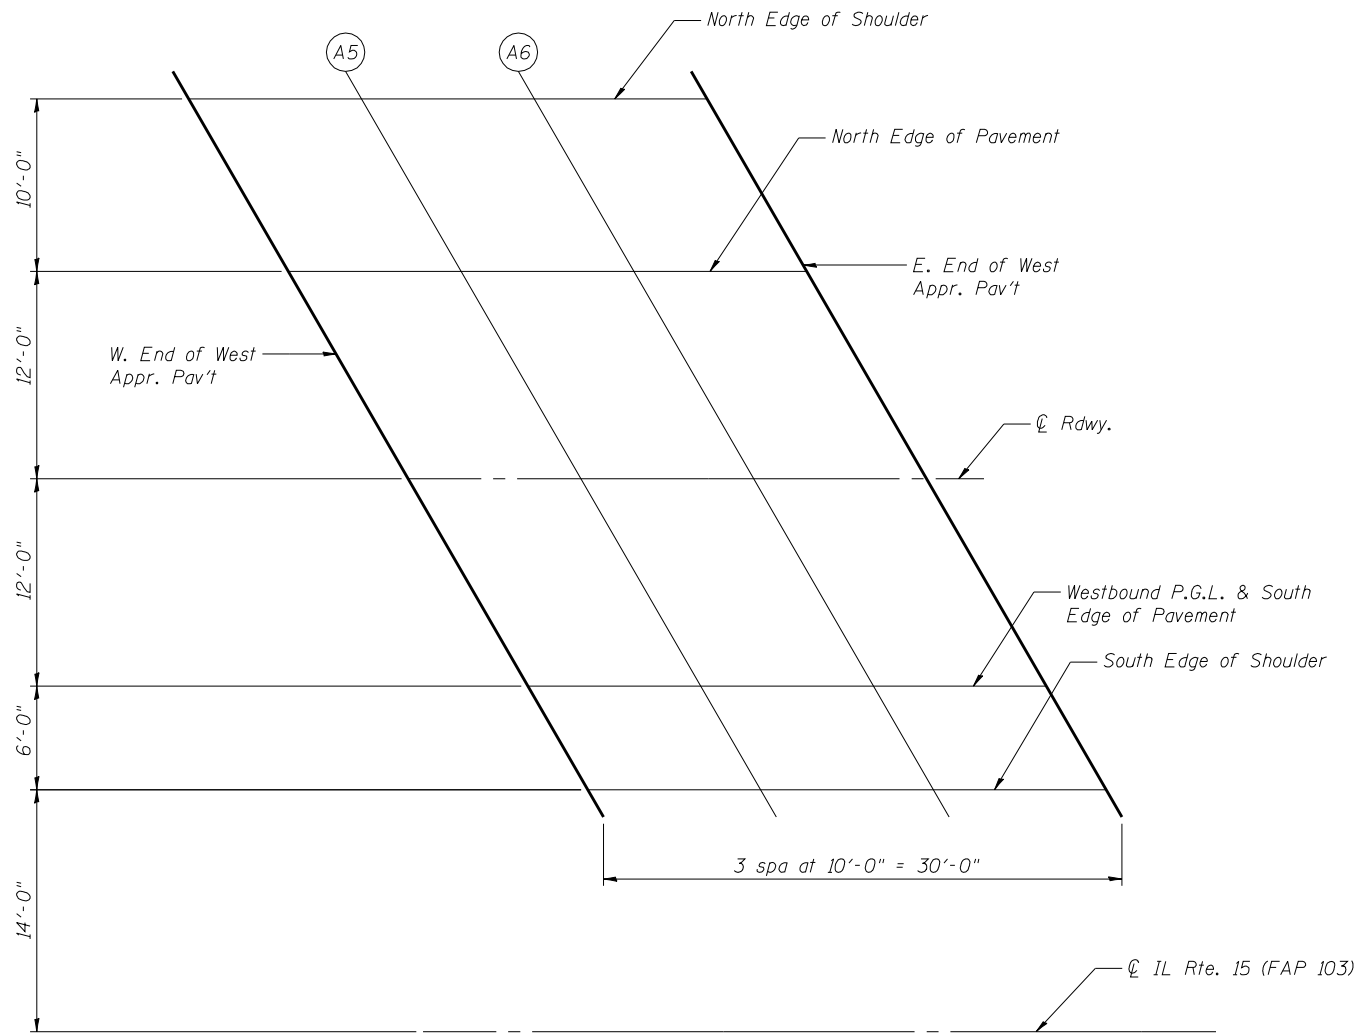 North Edge of Shoulder
A5
A6
North Edge of Pavement
10'-0"
E. End of West
Appr. Pav't
W. End of West
Appr. Pav't
12'-0"
℄ Rdwy.
12'-0"
Westbound P.G.L. & South
Edge of Pavement
South Edge of Shoulder
6'-0"
3 spa at 10'-0" = 30'-0"
14'-0"
℄ IL Rte. 15 (FAP 103)